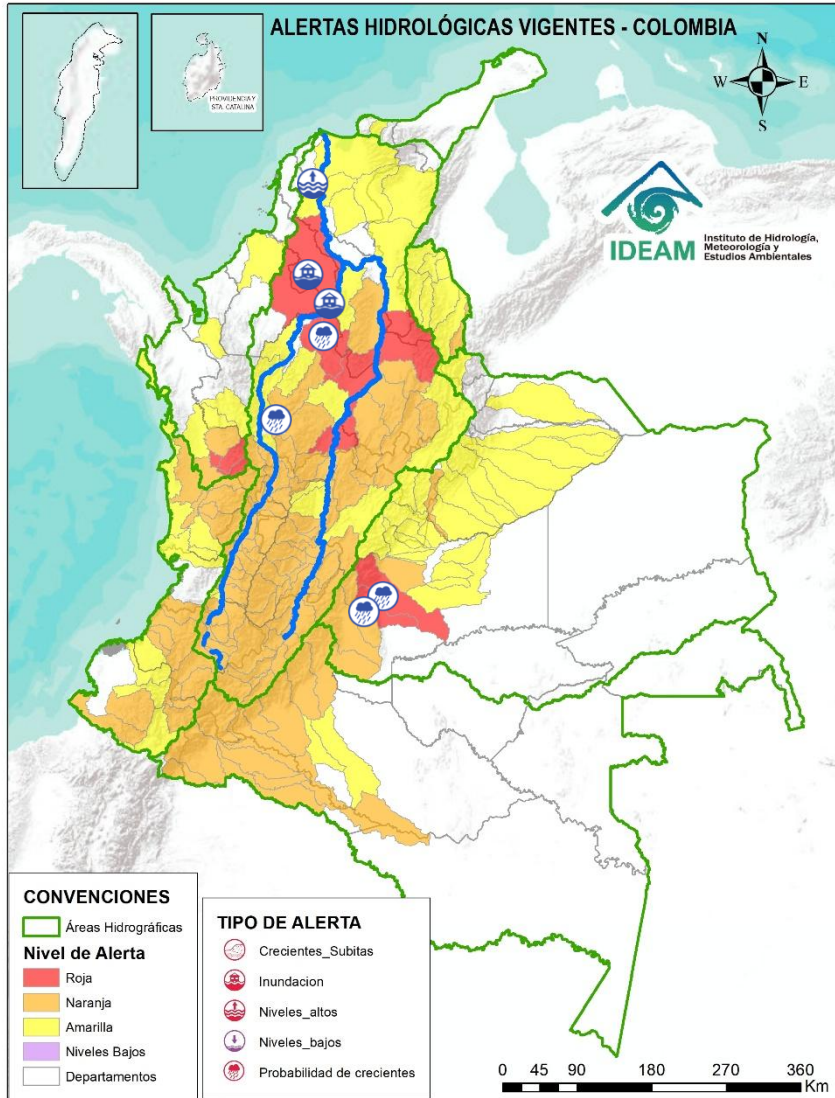 ALERTAS HIDROLÓGICAS VIGENTES - COLOMBIA
PROVIDENCIA Y
STA. CATALINA
N
W
E
S
IDEAM
Instituto de Hidrología,
Meteorología y
Estudios Ambientales
CONVENCIONES
Áreas Hidrográficas
Nivel de Alerta
Roja
Naranja
Amarilla
Niveles Bajos
Departamentos
TIPO DE ALERTA
Crecientes_Subitas
Inundacion
Niveles_altos
Niveles_bajos
Probabilidad de crecientes
0 45 90 180 270 360
Km